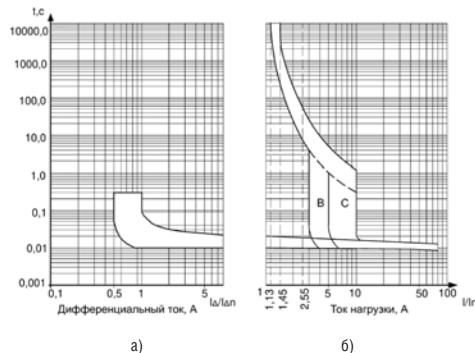 t,c
10000,0
1000,0
100,0
10,0
1,0
0,1
0,01
0,001
0,1 0,5 1 5 IΔ/IΔn
Дифференциальный ток, А
а)
B C
1 1,13 1,45 2,55 5 10 50 100
Ток нагрузки, А I/In
б)